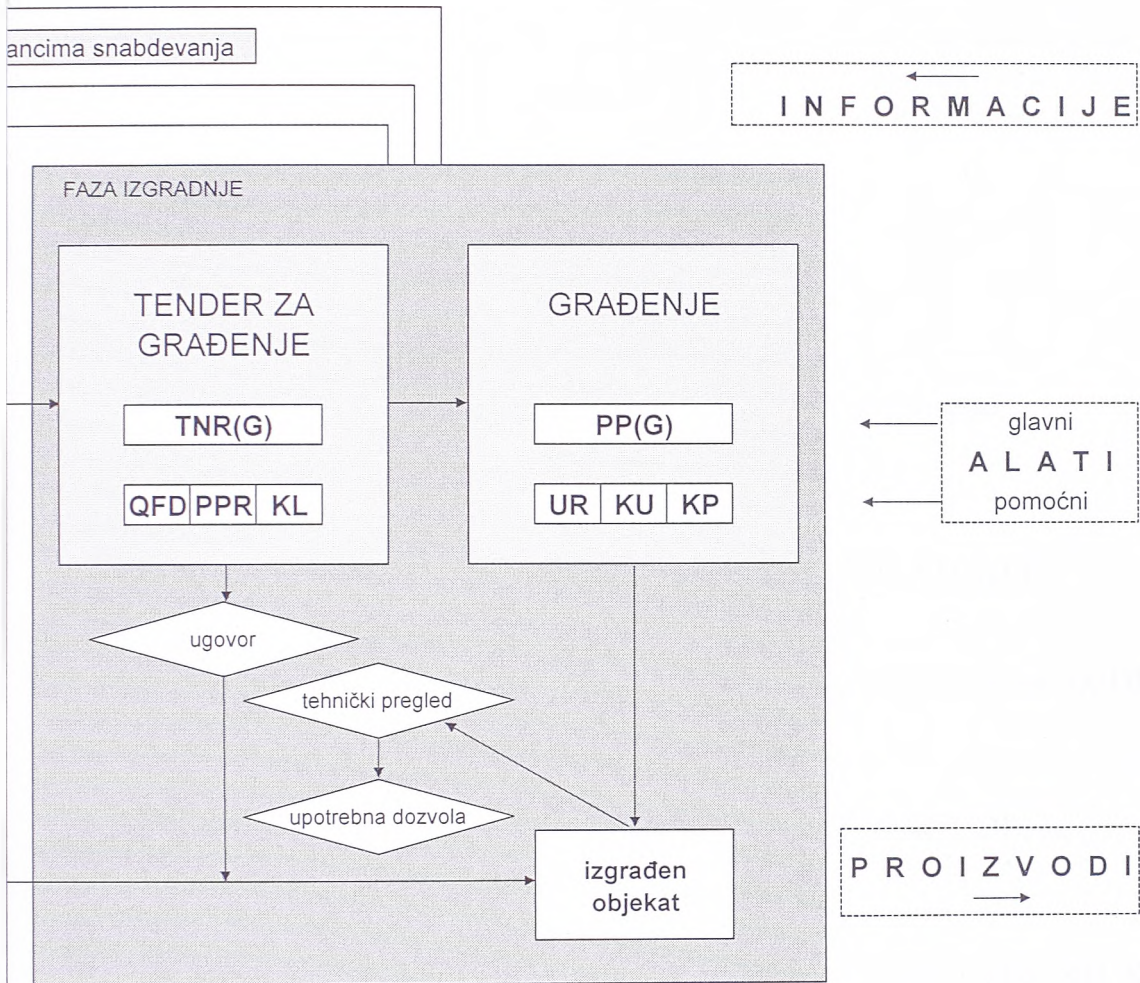 ancima snabdevanja
I N F O R M A C I J E
FAZA IZGRADNJE
TENDER ZA
GRAĐENJE
TNR(G)
QFD PPR KL
GRAĐENJE
PP(G)
UR KU KP
glavni
A L A T I
pomoćni
ugovor
tehnički pregled
upotrebna dozvola
izgrađen
objekat
P R O I Z V O D I